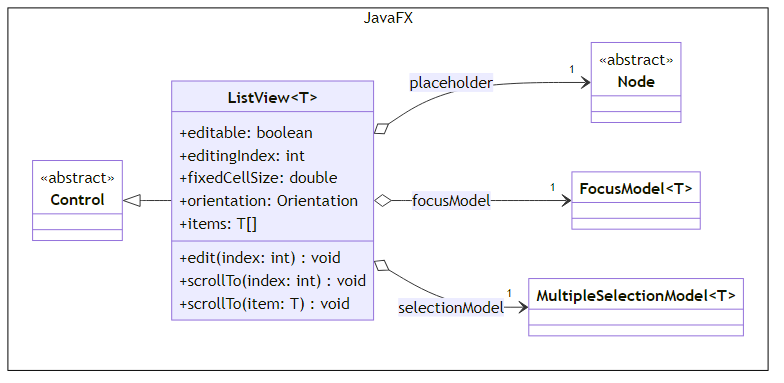 JavaFX
«abstract»
Control
ListView<T>
+editable: boolean
+editingIndex: int
+fixedCellSize: double
+orientation: Orientation
+items: T[]
+edit(index: int) : void
+scrollTo(index: int) : void
+scrollTo(item: T) : void
placeholder
1
«abstract»
Node
focusModel
1
FocusModel<T>
selectionModel
1
MultipleSelectionModel<T>